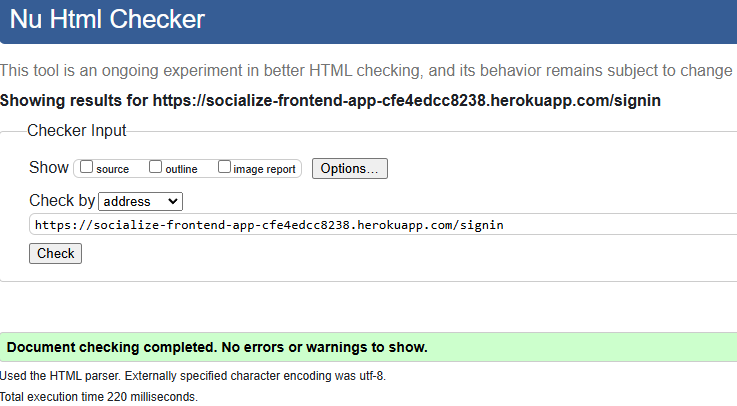 Nu Html Checker
This tool is an ongoing experiment in better HTML checking, and its behavior remains subject to change
Showing results for https://socialize-frontend-app-cfe4edcc8238.herokuapp.com/signin
Checker Input
Show source outline image report Options...
Check by address
https://socialize-frontend-app-cfe4edcc8238.herokuapp.com/signin
Check
Document checking completed. No errors or warnings to show.
Used the HTML parser. Externally specified character encoding was utf-8.
Total execution time 220 milliseconds.